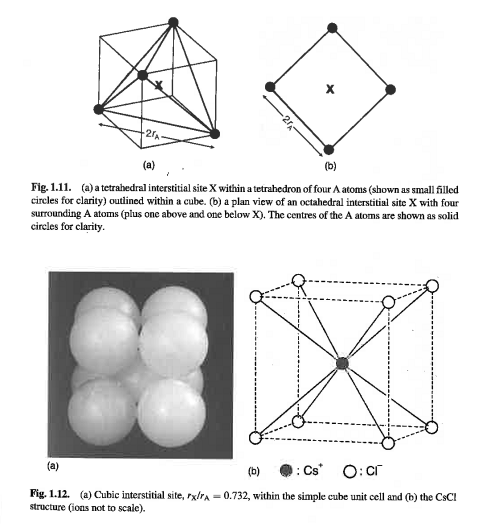 X
2rA
(a)
X
2rA
(b)
Fig. 1.11. (a) a tetrahedral interstitial site X within a tetrahedron of four A atoms (shown as small filled
circles for clarity) outlined within a cube. (b) a plan view of an octahedral interstitial site X with four
surrounding A atoms (plus one above and one below X). The centres of the A atoms are shown as solid
circles for clarity.
(a)
(b) : Cs+ : Cl−
Fig. 1.12. (a) Cubic interstitial site, rX/rA = 0.732, within the simple cube unit cell and (b) the CsCl
structure (ions not to scale).